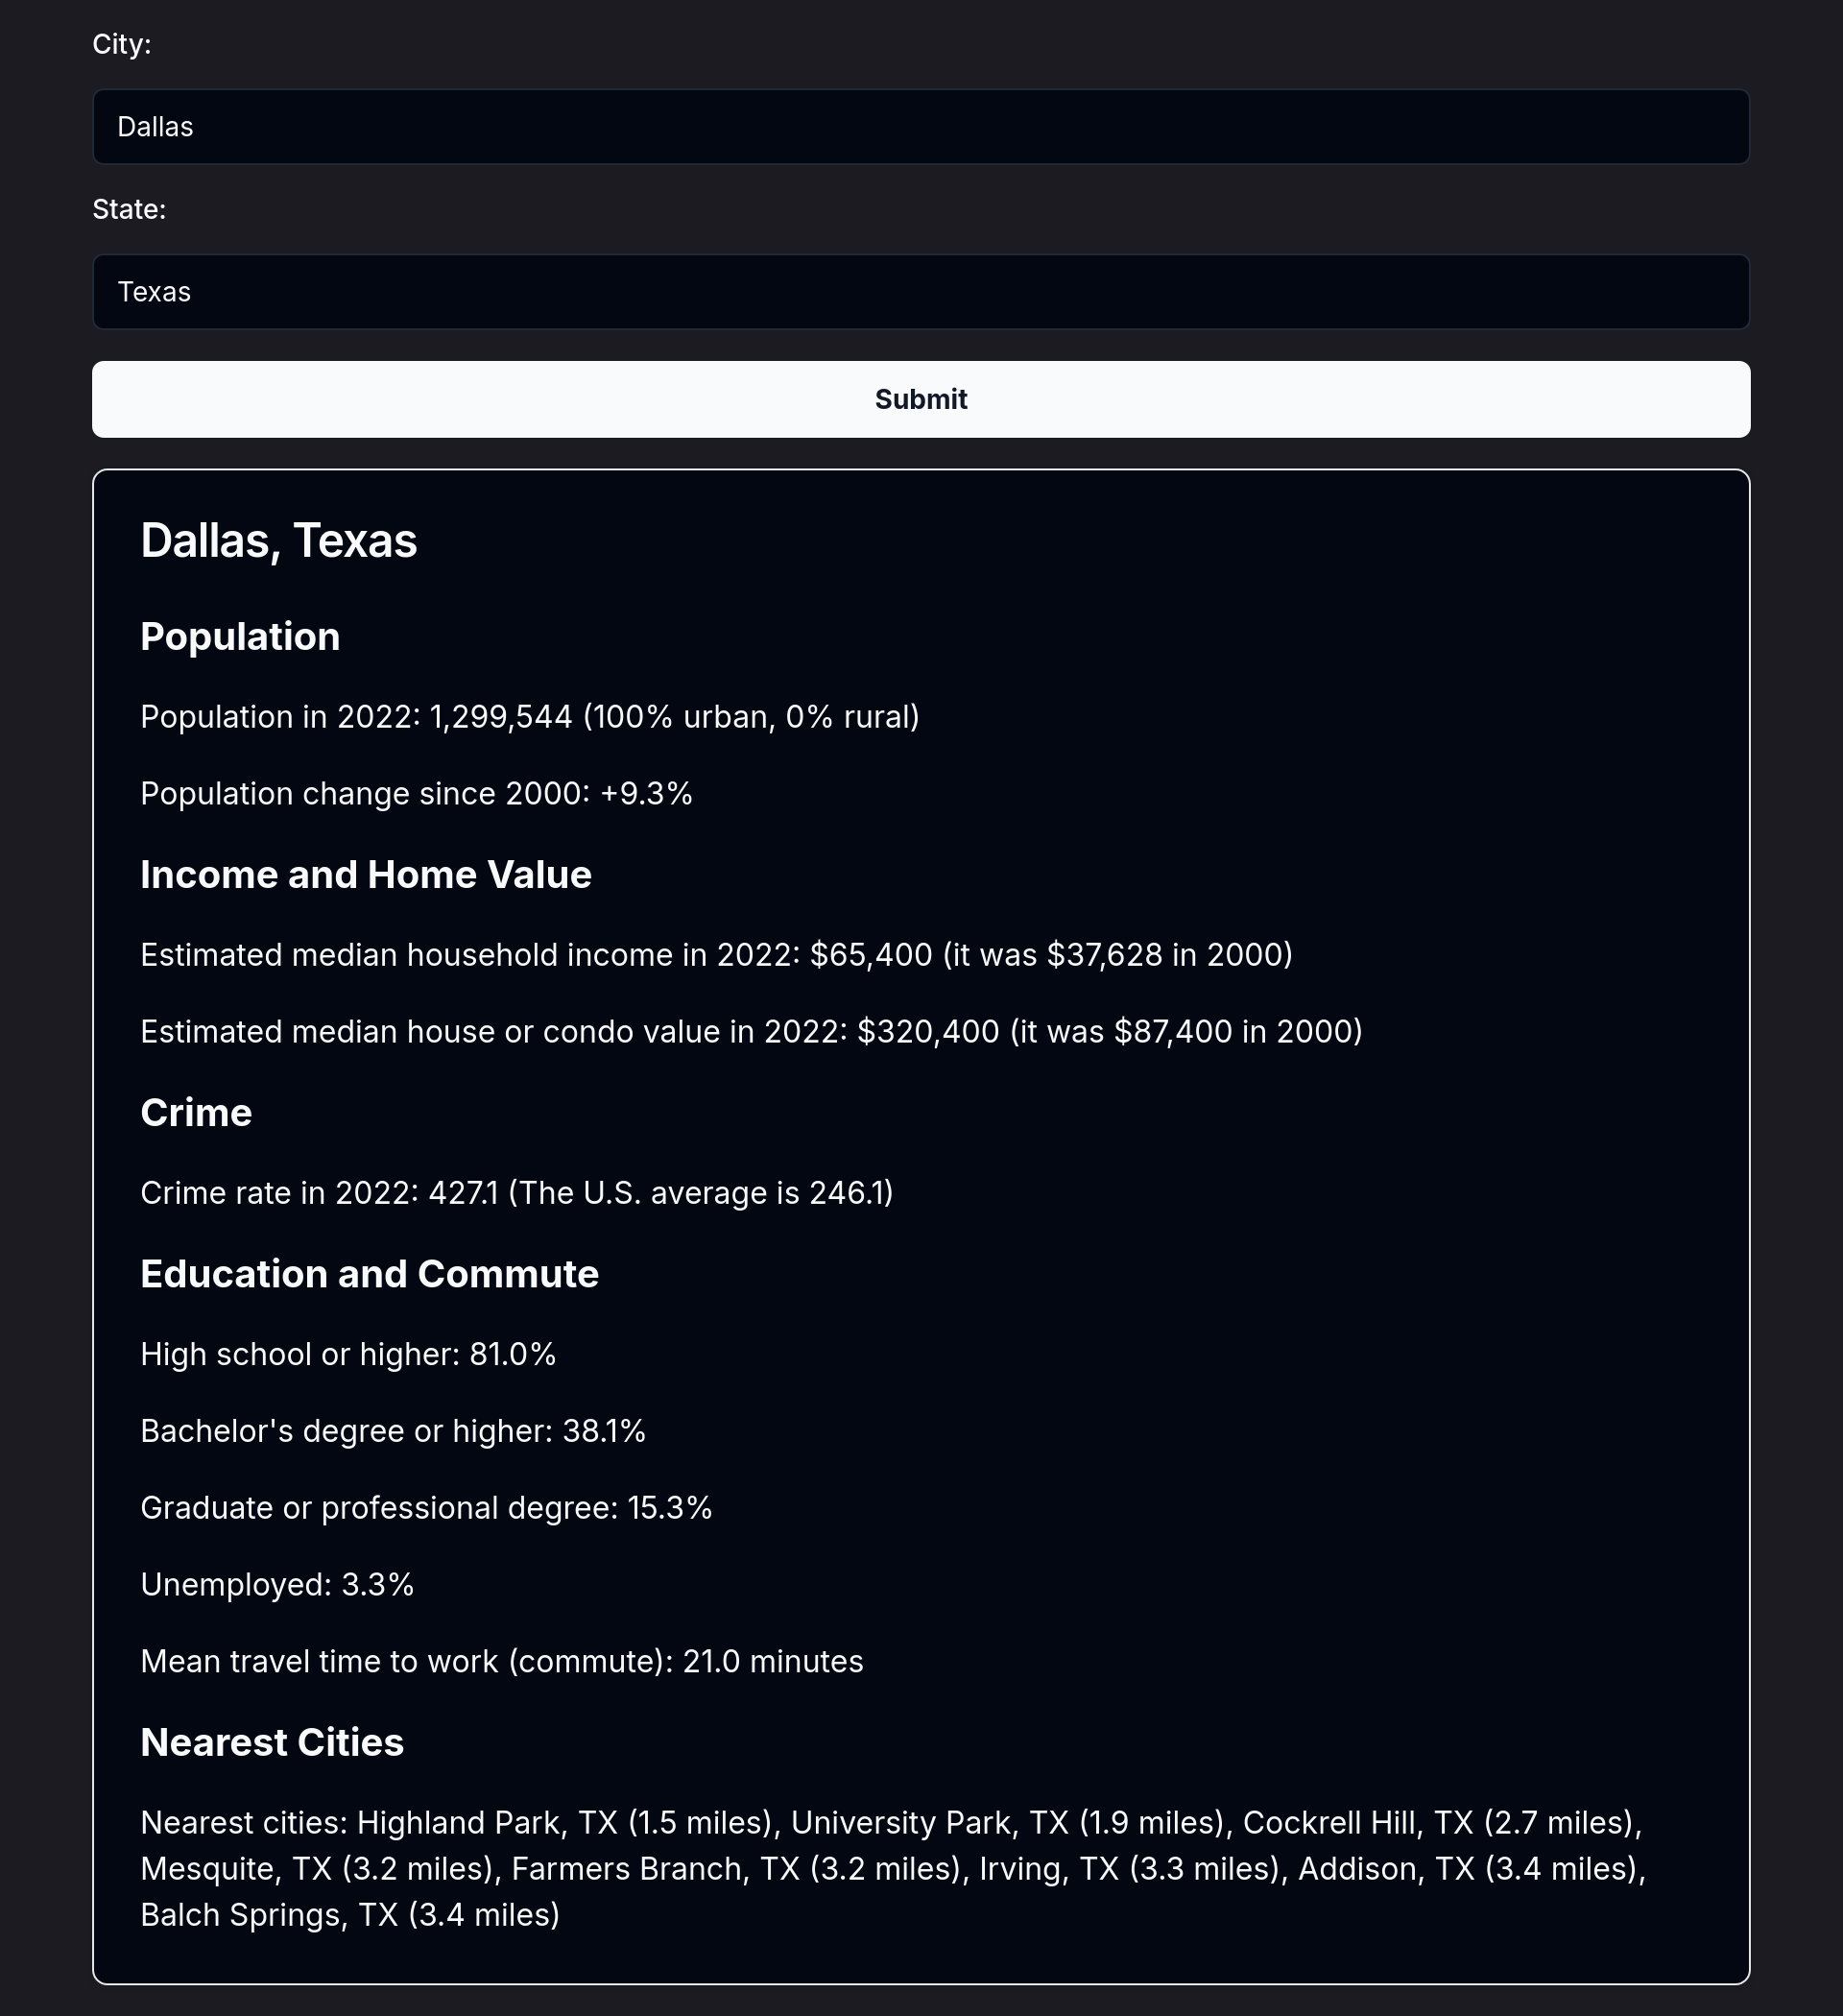 City:
Dallas
State:
Texas
Submit
Dallas, Texas
Population
Population in 2022: 1,299,544 (100% urban, 0% rural)
Population change since 2000: +9.3%
Income and Home Value
Estimated median household income in 2022: $65,400 (it was $37,628 in 2000)
Estimated median house or condo value in 2022: $320,400 (it was $87,400 in 2000)
Crime
Crime rate in 2022: 427.1 (The U.S. average is 246.1)
Education and Commute
High school or higher: 81.0%
Bachelor's degree or higher: 38.1%
Graduate or professional degree: 15.3%
Unemployed: 3.3%
Mean travel time to work (commute): 21.0 minutes
Nearest Cities
Nearest cities: Highland Park, TX (1.5 miles), University Park, TX (1.9 miles), Cockrell Hill, TX (2.7 miles),
Mesquite, TX (3.2 miles), Farmers Branch, TX (3.2 miles), Irving, TX (3.3 miles), Addison, TX (3.4 miles),
Balch Springs, TX (3.4 miles)